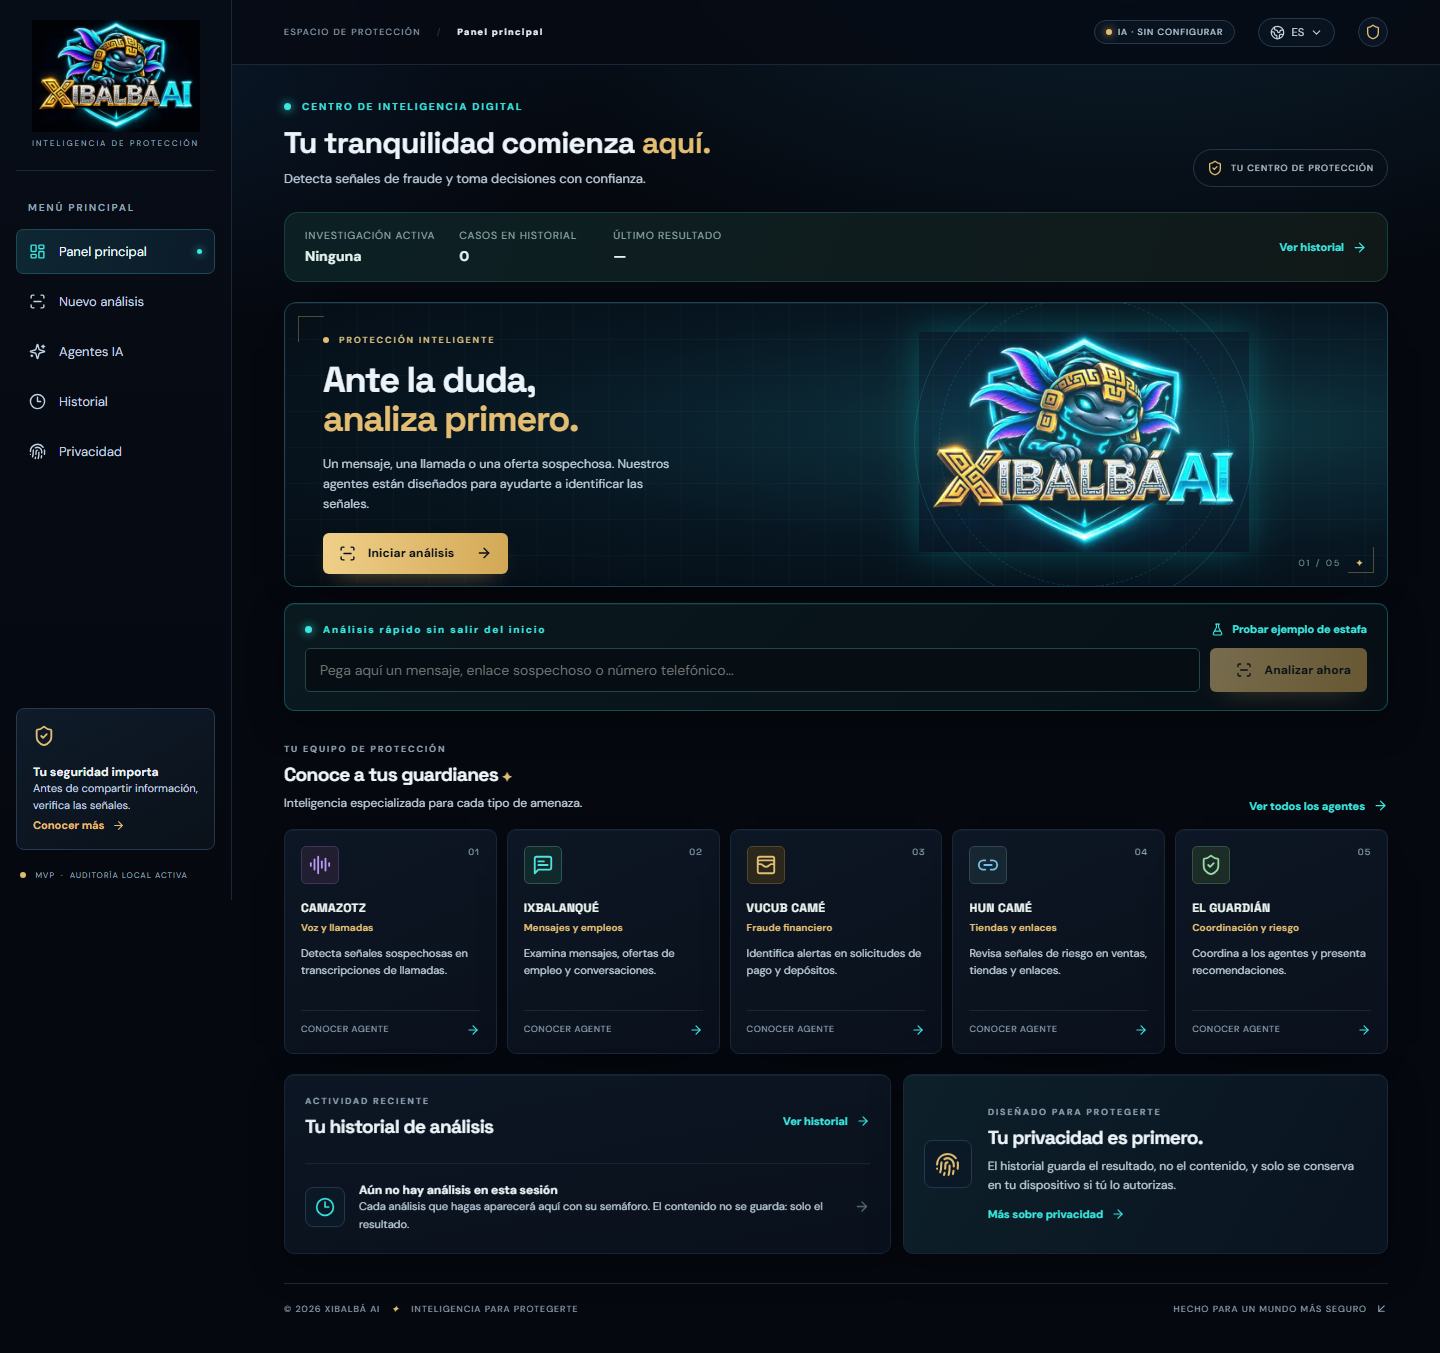 XIBALBÁ AI
INTELIGENCIA DE PROTECCIÓN
MENÚ PRINCIPAL
Panel principal
Nuevo análisis
Agentes IA
Historial
Privacidad
Tu seguridad importa
Antes de compartir información,
verifica las señales.
Conocer más
MVP · AUDITORÍA LOCAL ACTIVA
ESPACIO DE PROTECCIÓN / Panel principal
IA · SIN CONFIGURAR
ES
CENTRO DE INTELIGENCIA DIGITAL
Tu tranquilidad comienza aquí.
Detecta señales de fraude y toma decisiones con confianza.
TU CENTRO DE PROTECCIÓN
INVESTIGACIÓN ACTIVA
Ninguna
CASOS EN HISTORIAL
0
ÚLTIMO RESULTADO
—
Ver historial
PROTECCIÓN INTELIGENTE
Ante la duda,
analiza primero.
Un mensaje, una llamada o una oferta sospechosa. Nuestros
agentes están diseñados para ayudarte a identificar las
señales.
Iniciar análisis
XIBALBÁ AI
01 / 05
Análisis rápido sin salir del inicio
Probar ejemplo de estafa
Pega aquí un mensaje, enlace sospechoso o número telefónico...
Analizar ahora
TU EQUIPO DE PROTECCIÓN
Conoce a tus guardianes
Inteligencia especializada para cada tipo de amenaza.
Ver todos los agentes
01
CAMAZOTZ
Voz y llamadas
Detecta señales sospechosas en
transcripciones de llamadas.
CONOCER AGENTE
02
IXBALANQUÉ
Mensajes y empleos
Examina mensajes, ofertas de
empleo y conversaciones.
CONOCER AGENTE
03
VUCUB CAMÉ
Fraude financiero
Identifica alertas en solicitudes de
pago y depósitos.
CONOCER AGENTE
04
HUN CAMÉ
Tiendas y enlaces
Revisa señales de riesgo en ventas,
tiendas y enlaces.
CONOCER AGENTE
05
EL GUARDIÁN
Coordinación y riesgo
Coordina a los agentes y presenta
recomendaciones.
CONOCER AGENTE
ACTIVIDAD RECIENTE
Tu historial de análisis
Ver historial
Aún no hay análisis en esta sesión
Cada análisis que hagas aparecerá aquí con su semáforo. El contenido no se guarda: solo el
resultado.
DISEÑADO PARA PROTEGERTE
Tu privacidad es primero.
El historial guarda el resultado, no el contenido, y solo se conserva
en tu dispositivo si tú lo autorizas.
Más sobre privacidad
© 2026 XIBALBÁ AI
INTELIGENCIA PARA PROTEGERTE
HECHO PARA UN MUNDO MÁS SEGURO